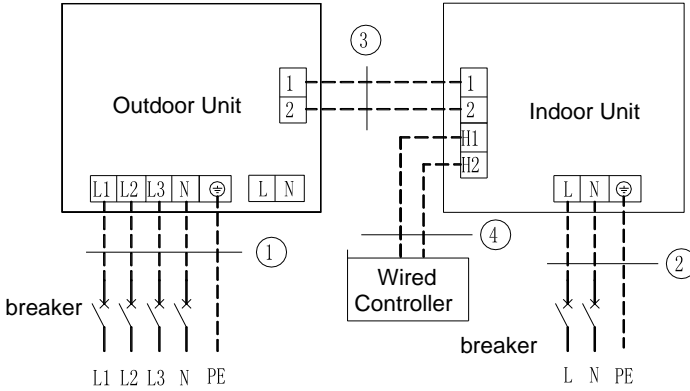 3
1 1
Outdoor Unit 2 2 Indoor Unit
H1
H2
L1 L2 L3 N L N L N
4
1 Wired 2
Controller
breaker
breaker
L1 L2 L3 N PE L N PE